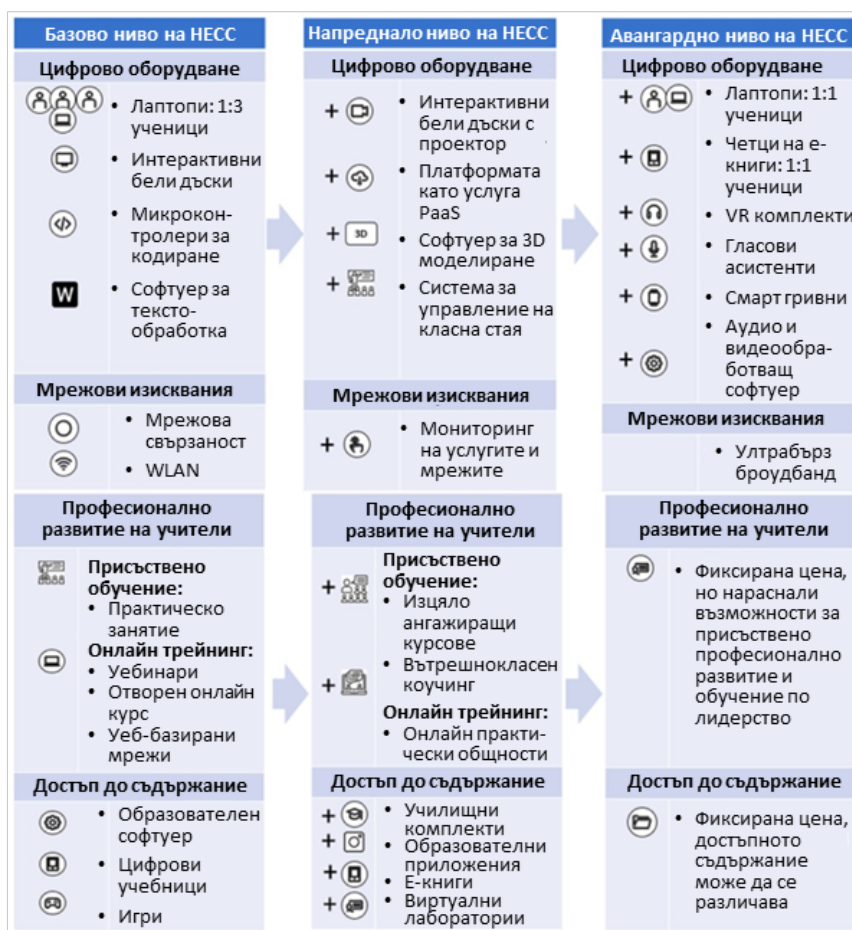 Базово ниво на НЕСС
Цифрово оборудване
• Лаптопи: 1:3
ученици
• Интерактивни
бели дъски
• Микрокон-
тролери за
кодиране
W
• Софтуер за
тексто-
обработка
Мрежови изисквания
• Мрежова
свързаност
• WLAN
Професионално
развитие на учители
Присъствено
обучение:
• Практическо
занятие
Онлайн трейнинг:
• Уебинари
• Отворен онлайн
курс
• Уеб-базирани
мрежи
Достъп до съдържание
• Образователен
софтуер
• Цифрови
учебници
• Игри
Напреднало ниво на НЕСС
Цифрово оборудване
+ • Интерактивни
бели дъски с
проектор
+ • Платформата
като услуга
PaaS
+ 3D • Софтуер за 3D
моделиране
+ • Система за
управление на
класна стая
Мрежови изисквания
+ • Мониторинг
на услугите и
мрежите
Професионално
развитие на учители
Присъствено
обучение:
+ • Изцяло
ангажиращи
курсове
+ • Вътрешнокласен
коучинг
Онлайн трейнинг:
• Онлайн практи-
чески общности
Достъп до съдържание
+ • Училищни
комплекти
+ • Образователни
приложения
+ • Е-книги
+ • Виртуални
лаборатории
Авангардно ниво на НЕСС
Цифрово оборудване
+ • Лаптопи: 1:1
ученици
+ • Четци на е-
книги: 1:1
ученици
+ • VR комплекти
+ • Гласови
асистенти
+ • Смарт гривни
+ • Аудио и
видеообра-
ботващ
софтуер
Мрежови изисквания
• Ултрабърз
броудбанд
Професионално
развитие на учители
• Фиксирана цена,
но нараснали
възможности за
присъствено
професионално
развитие и
обучение по
лидерство
Достъп до съдържание
• Фиксирана цена,
достъпното
съдържание
може да се
различава